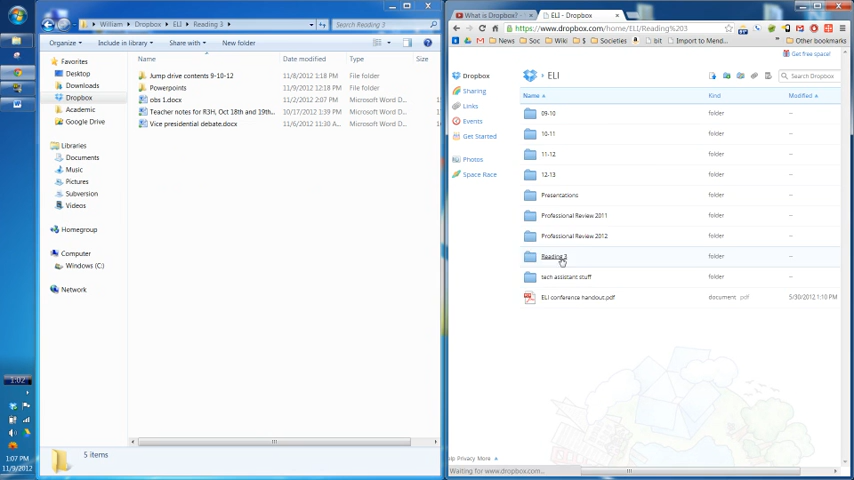 William ▸ Dropbox ▸ ELI ▸ Reading 3 ▸
Search Reading 3
Organize
Include in library
Share with
New folder
Favorites
Desktop
Downloads
Dropbox
Academic
Google Drive
Libraries
Documents
Music
Pictures
Subversion
Videos
Homegroup
Computer
Windows (C:)
Network
Name
Date modified
Type
Size
Jump drive contents 9-10-12 11/8/2012 1:18 PM File folder
Powerpoints 11/9/2012 12:18 PM File folder
obs 1.docx 11/2/2012 2:07 PM Microsoft Word D...
Teacher notes for R3H, Oct 18th and 19th... 10/17/2012 1:39 PM Microsoft Word D...
Vice presidential debate.docx 11/6/2012 11:30 A... Microsoft Word D...
5 items
1:02
1:07 PM
11/9/2012
What is Dropbox?
ELI - Dropbox
https://www.dropbox.com/home/ELI/Reading%203
News
Soc
Wiki
$
Societies
bit
Import to Mend...
Other bookmarks
Get free space!
Dropbox
Sharing
Links
Events
Get Started
Photos
Space Race
ELI
Search Dropbox
Name Kind Modified
09-10 folder --
10-11 folder --
11-12 folder --
12-13 folder --
Presentations folder --
Professional Review 2011 folder --
Professional Review 2012 folder --
Reading 3 folder --
tech assistant stuff folder --
ELI conference handout.pdf document pdf 5/30/2012 1:10 PM
lp Privacy More
Waiting for www.dropbox.com...